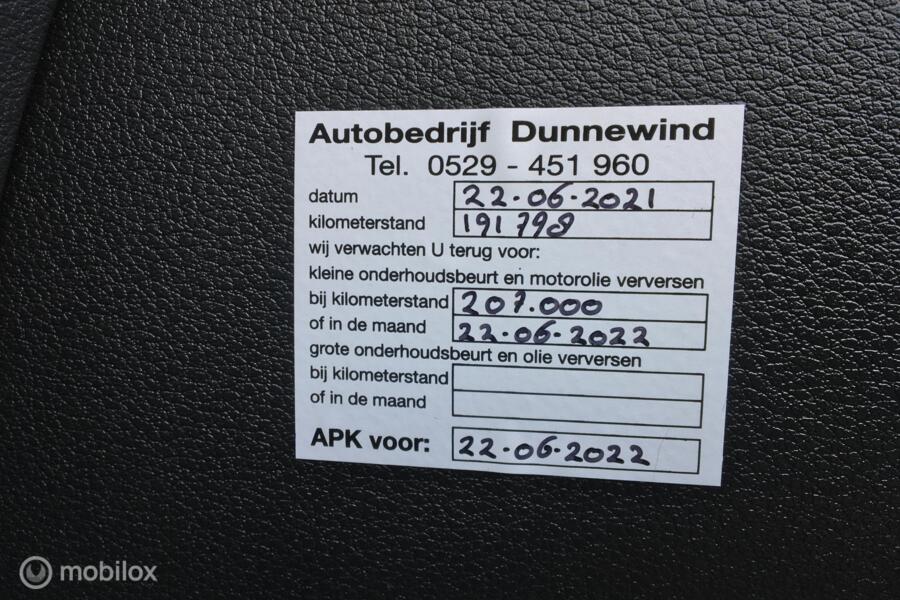 Autobedrijf Dunnewind
Tel. 0529 - 451 960
datum 22-06-2021
kilometerstand 191798
wij verwachten U terug voor:
kleine onderhoudsbeurt en motorolie verversen
bij kilometerstand 207.000
of in de maand 22-06-2022
grote onderhoudsbeurt en olie verversen
bij kilometerstand
of in de maand
APK voor: 22-06-2022
mobilox